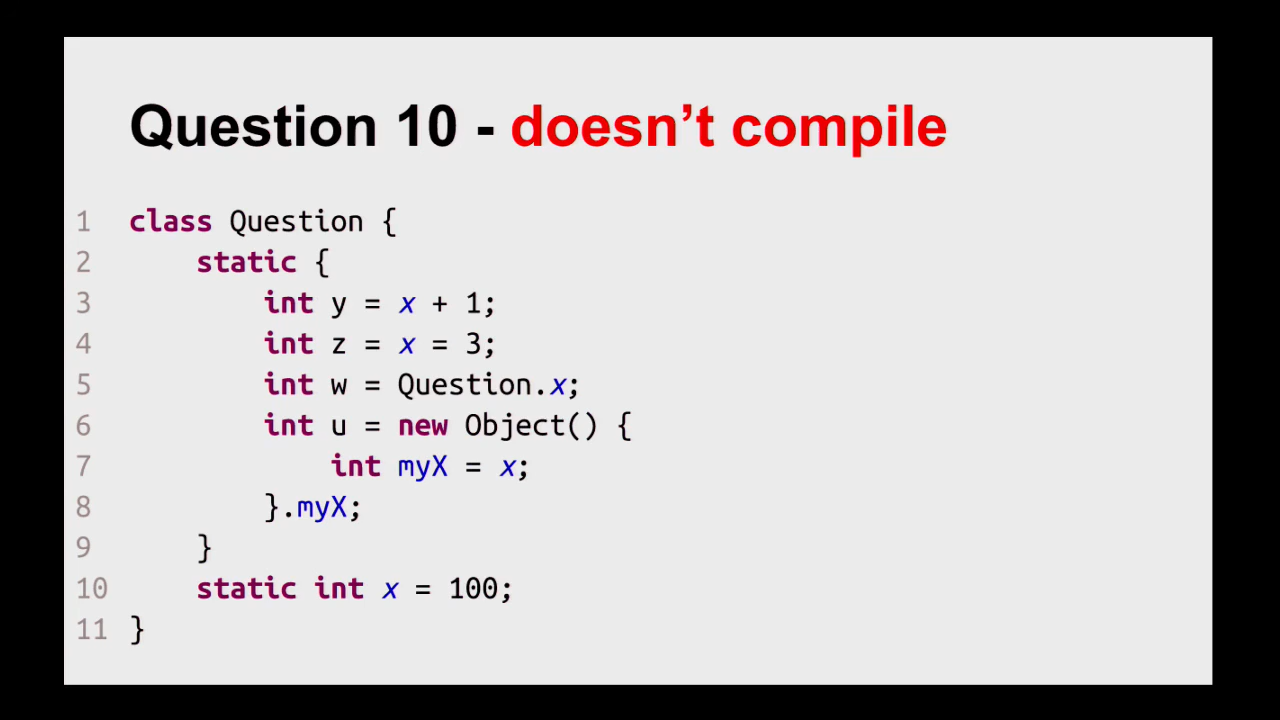 Question 10 - doesn’t compile
1 class Question {
2 static {
3 int y = x + 1;
4 int z = x = 3;
5 int w = Question.x;
6 int u = new Object() {
7 int myX = x;
8 }.myX;
9 }
10 static int x = 100;
11 }